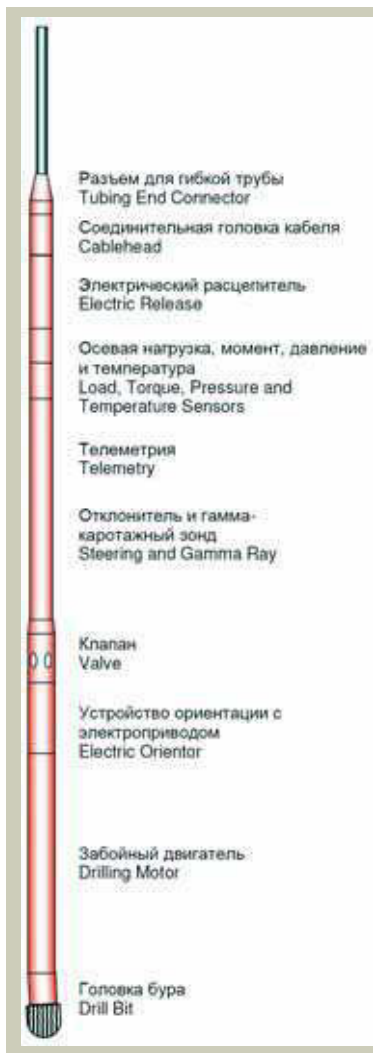 Разъем для гибкой трубы
Tubing End Connector
Соединительная головка кабеля
Cablehead
Электрический расцепитель
Electric Release
Осевая нагрузка, момент, давление
и температура
Load, Torque, Pressure and
Temperature Sensors
Телеметрия
Telemetry
Отклонитель и гамма-
каротажный зонд
Steering and Gamma Ray
Клапан
Valve
Устройство ориентации с
электроприводом
Electric Orientor
Забойный двигатель
Drilling Motor
Головка бура
Drill Bit